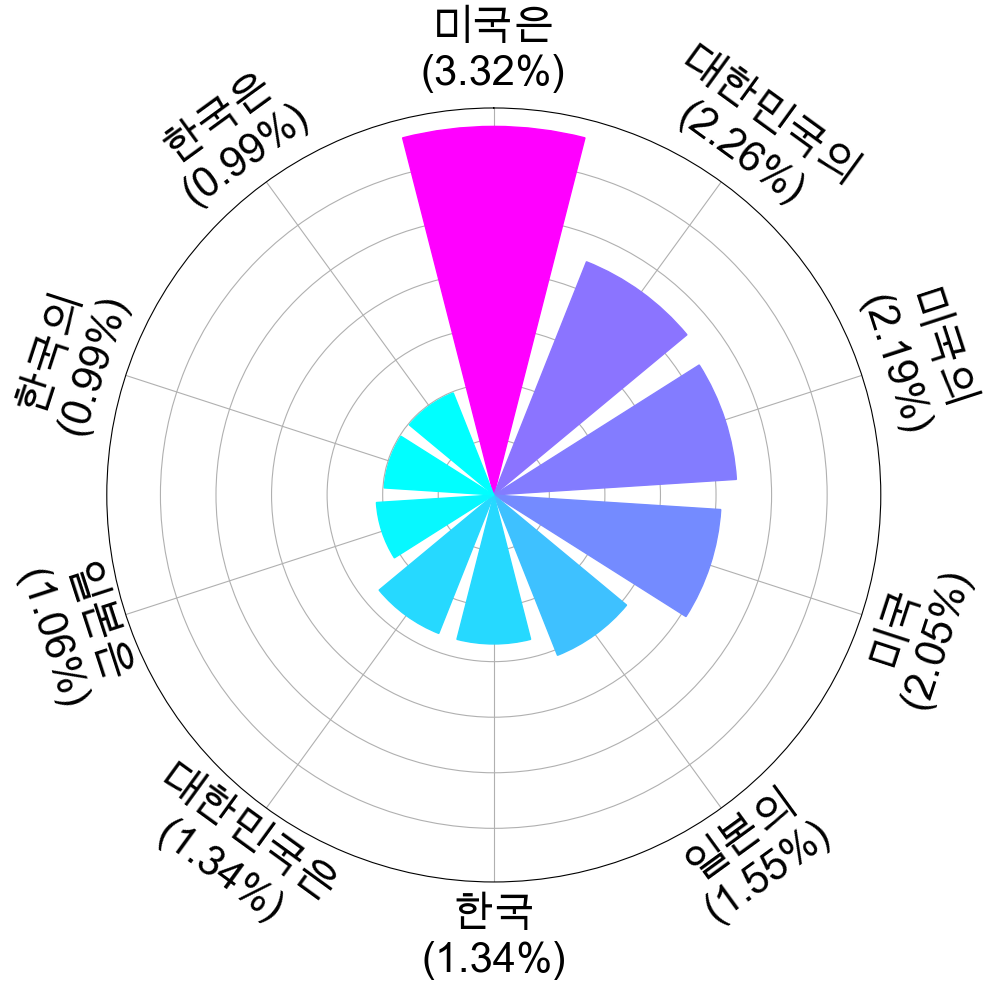 미국은
(3.32%)
대한민국의
(2.26%)
미국의
(2.19%)
미국
(2.05%)
일본의
(1.55%)
한국
(1.34%)
대한민국은
(1.34%)
일본은
(1.06%)
한국의
(0.99%)
한국은
(0.99%)